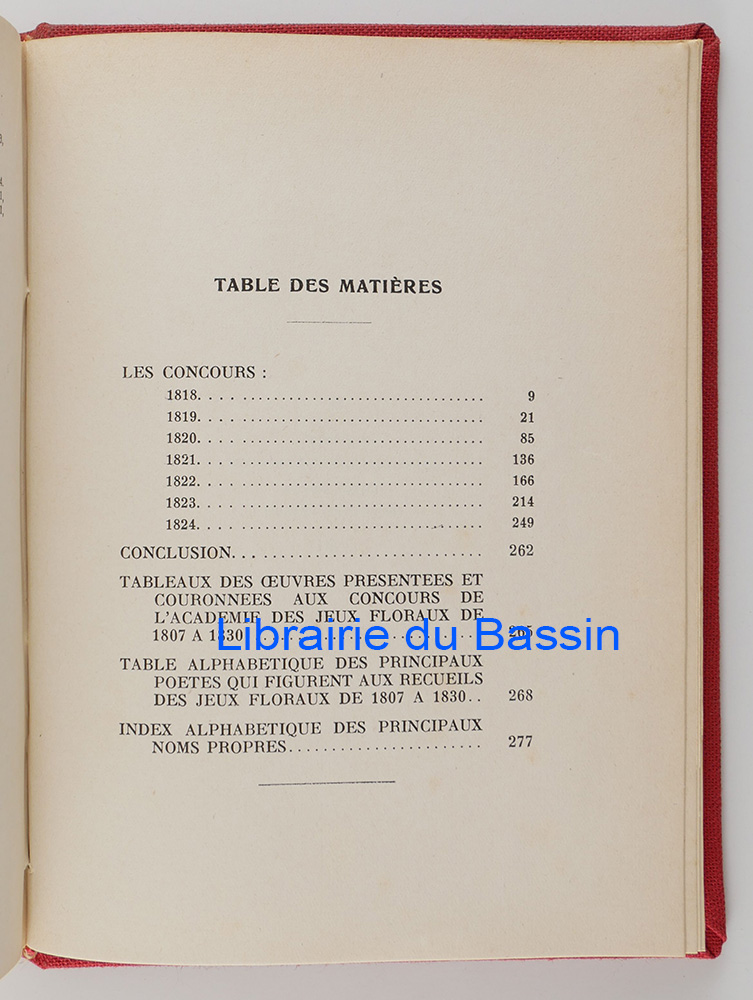 TABLE DES MATIÈRES
LES CONCOURS :
1818. . . . . . . . . . . . . . . . . . . . . . . . . . . . . . . . . . 9
1819. . . . . . . . . . . . . . . . . . . . . . . . . . . . . . . . . . 21
1820. . . . . . . . . . . . . . . . . . . . . . . . . . . . . . . . . . 85
1821. . . . . . . . . . . . . . . . . . . . . . . . . . . . . . . . . . 136
1822. . . . . . . . . . . . . . . . . . . . . . . . . . . . . . . . . . 166
1823. . . . . . . . . . . . . . . . . . . . . . . . . . . . . . . . . . 214
1824. . . . . . . . . . . . . . . . . . . . . . . . . . . . . . . . . . 249
CONCLUSION. . . . . . . . . . . . . . . . . . . . . . . . . . . . . . 262
TABLEAUX DES ŒUVRES PRESENTEES ET
COURONNEES AUX CONCOURS DE
L'ACADEMIE DES JEUX FLORAUX DE
1807 A 1830. . . . . . . . . . . . . . . . . . . . . . . . . . . . 265
Librairie du Bassin
TABLE ALPHABETIQUE DES PRINCIPAUX
POETES QUI FIGURENT AUX RECUEILS
DES JEUX FLORAUX DE 1807 A 1830. . 268
INDEX ALPHABETIQUE DES PRINCIPAUX
NOMS PROPRES. . . . . . . . . . . . . . . . . . . . . . . 277